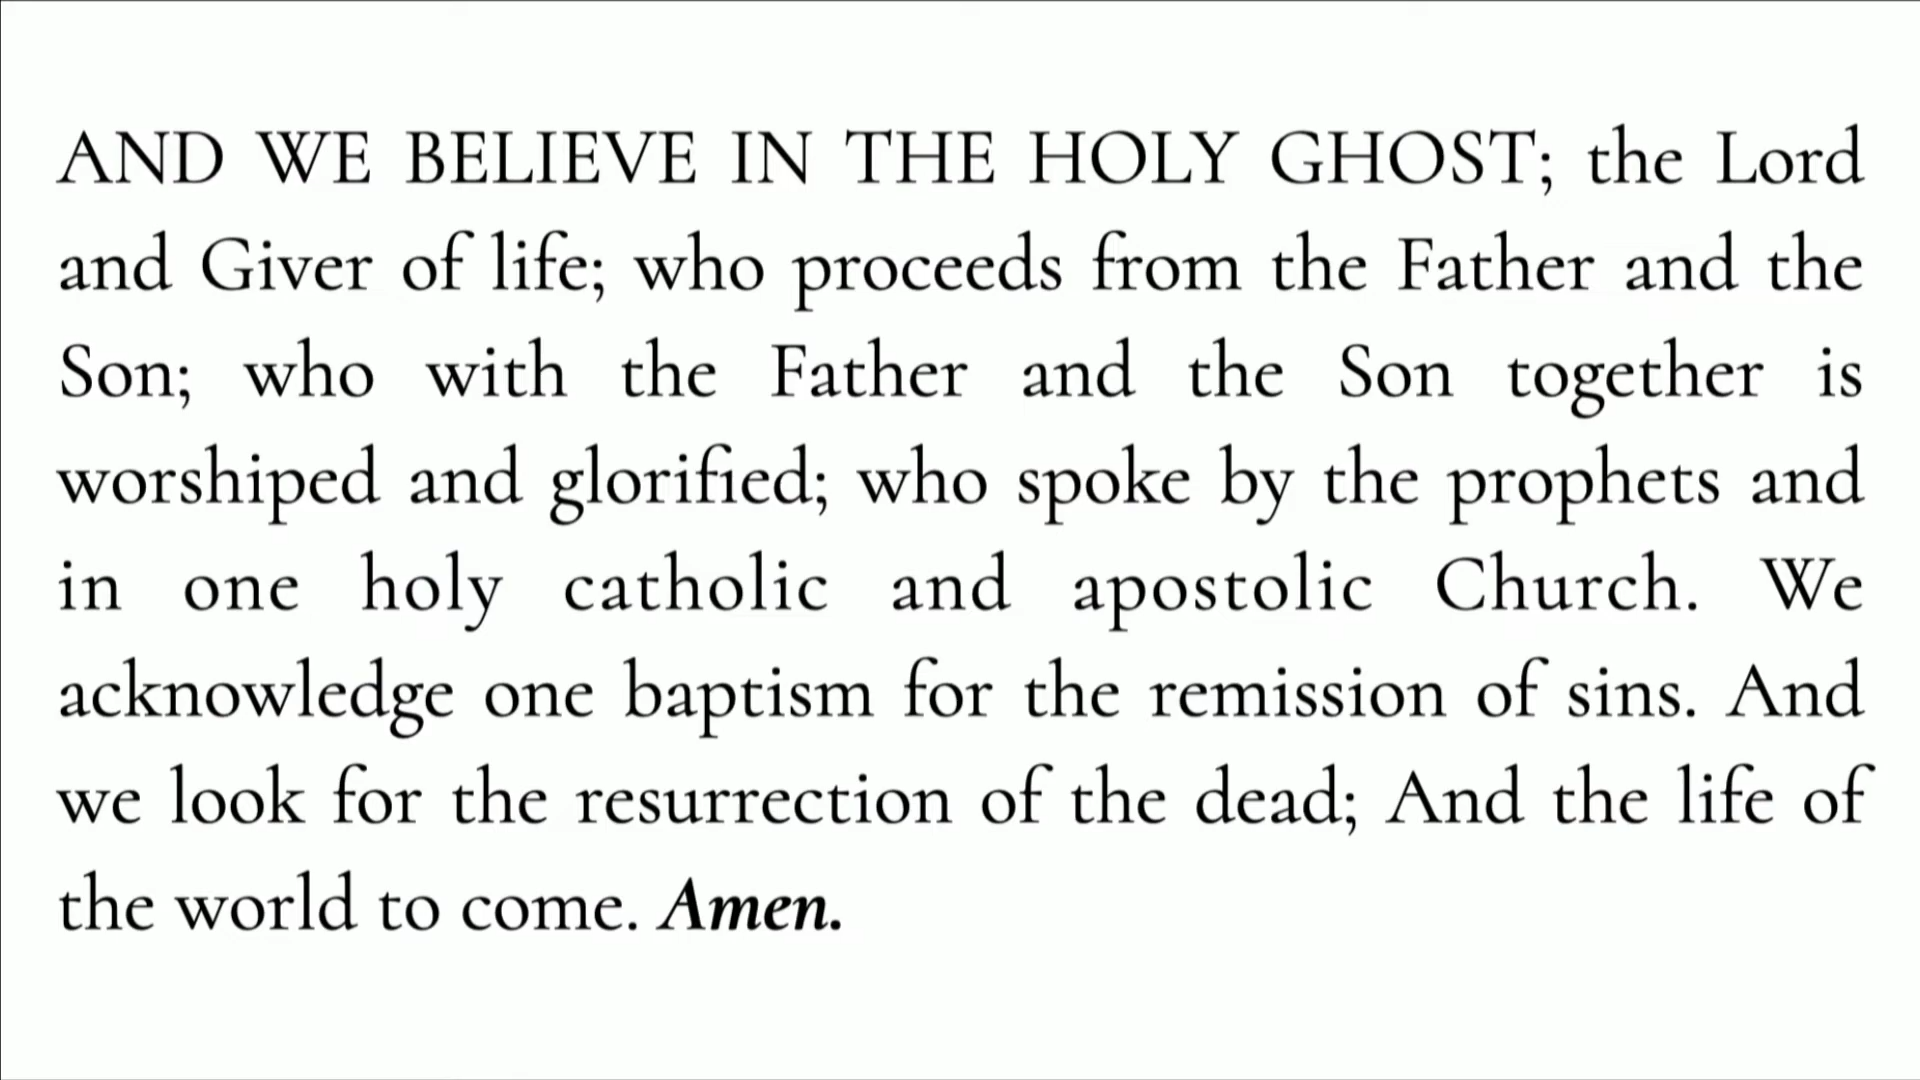 AND WE BELIEVE IN THE HOLY GHOST; the Lord
and Giver of life; who proceeds from the Father and the
Son; who with the Father and the Son together is
worshiped and glorified; who spoke by the prophets and
in one holy catholic and apostolic Church. We
acknowledge one baptism for the remission of sins. And
we look for the resurrection of the dead; And the life of
the world to come. Amen.